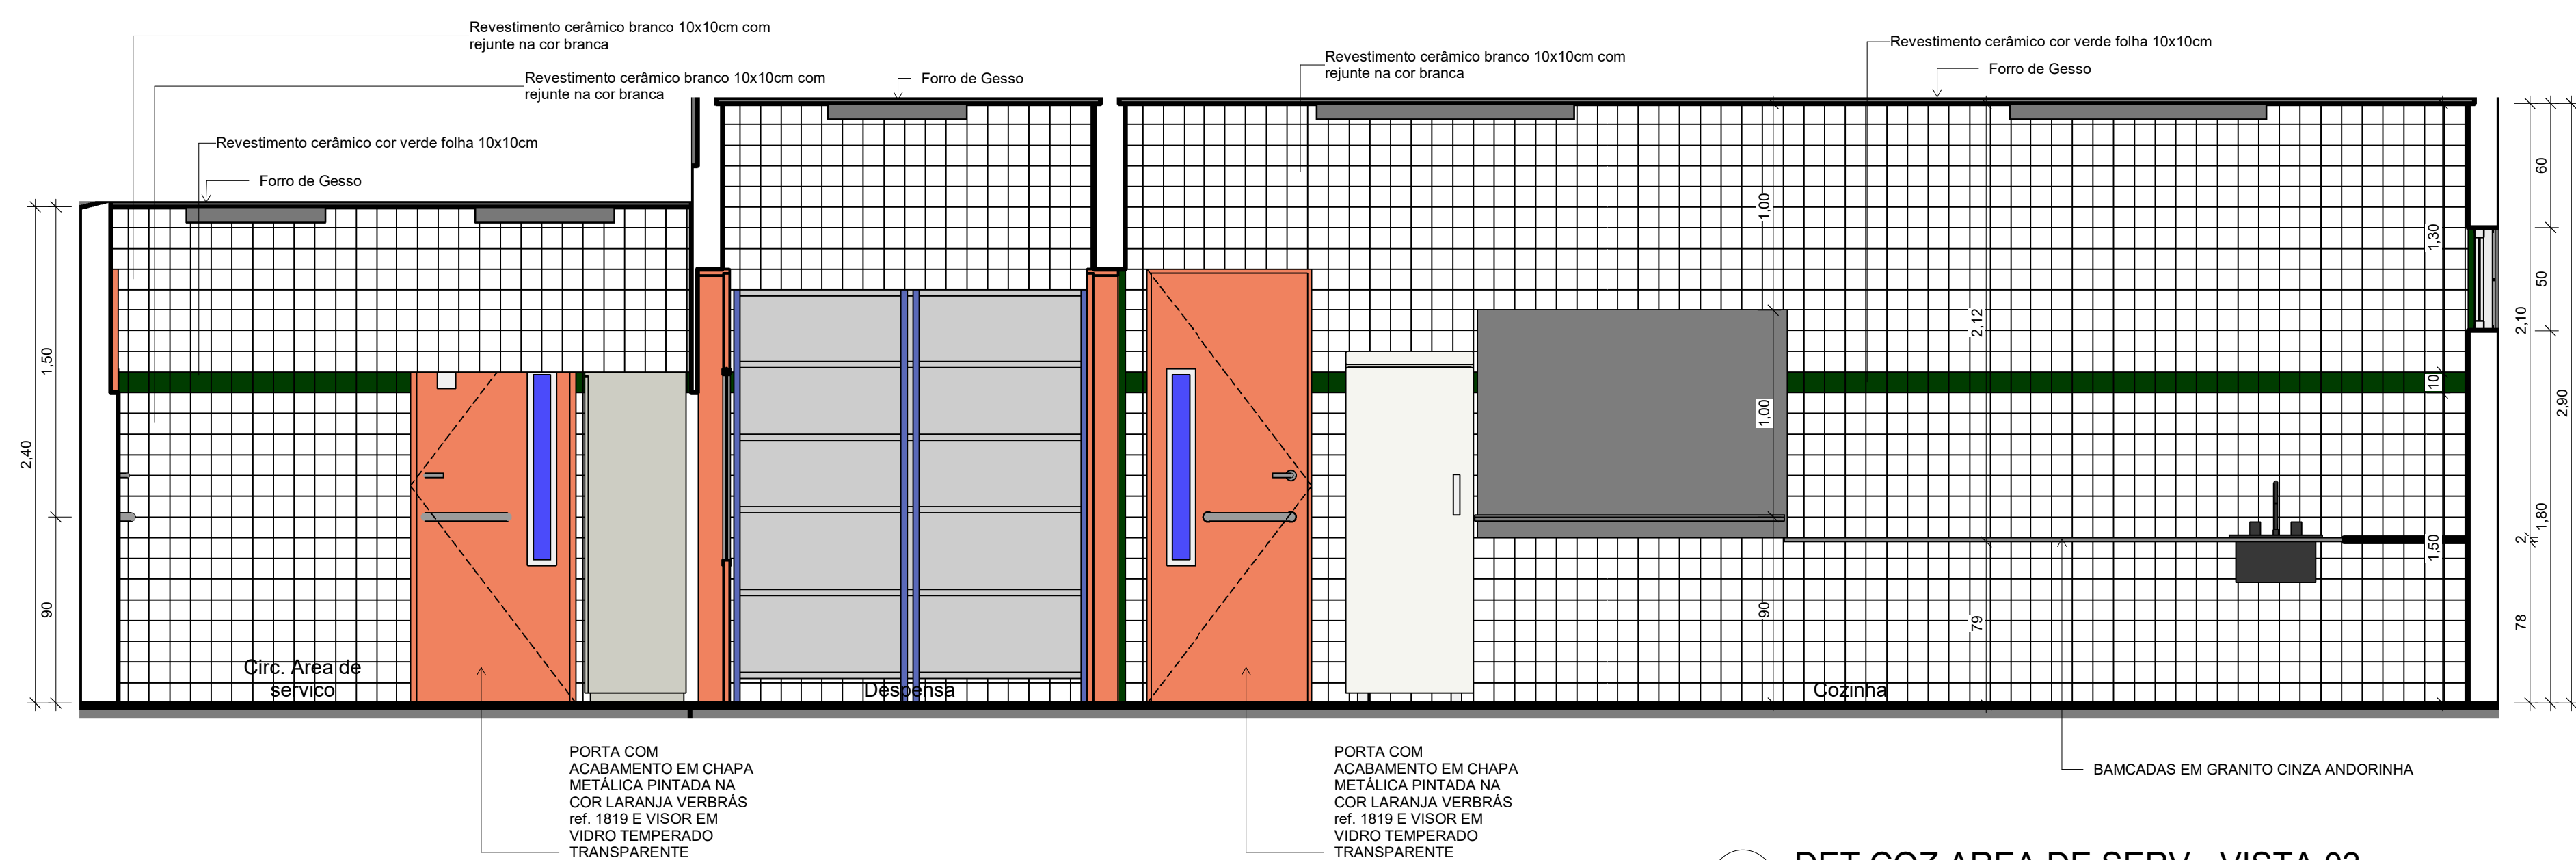 Revestimento cerâmico branco 10x10cm com
rejunte na cor branca
Revestimento cerâmico branco 10x10cm com
rejunte na cor branca
Revestimento cerâmico cor verde folha 10x10cm
Forro de Gesso
Forro de Gesso
Revestimento cerâmico branco 10x10cm com
rejunte na cor branca
Revestimento cerâmico cor verde folha 10x10cm
Forro de Gesso
2,40
1,50
90
1,00
1,00
90
2,12
79
1,30
10
1,50
2,10
2
78
60
50
1,80
2,90
Circ. Area de
servico
Despensa
Cozinha
PORTA COM
ACABAMENTO EM CHAPA
METÁLICA PINTADA NA
COR LARANJA VERBRÁS
ref. 1819 E VISOR EM
VIDRO TEMPERADO
TRANSPARENTE
PORTA COM
ACABAMENTO EM CHAPA
METÁLICA PINTADA NA
COR LARANJA VERBRÁS
ref. 1819 E VISOR EM
VIDRO TEMPERADO
TRANSPARENTE
BAMCADAS EM GRANITO CINZA ANDORINHA